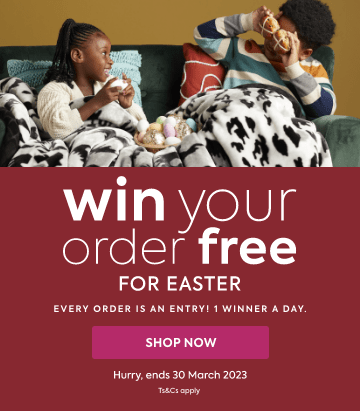 win your
order free
FOR EASTER
EVERY ORDER IS AN ENTRY! 1 WINNER A DAY.
SHOP NOW
Hurry, ends 30 March 2023
Ts&Cs apply